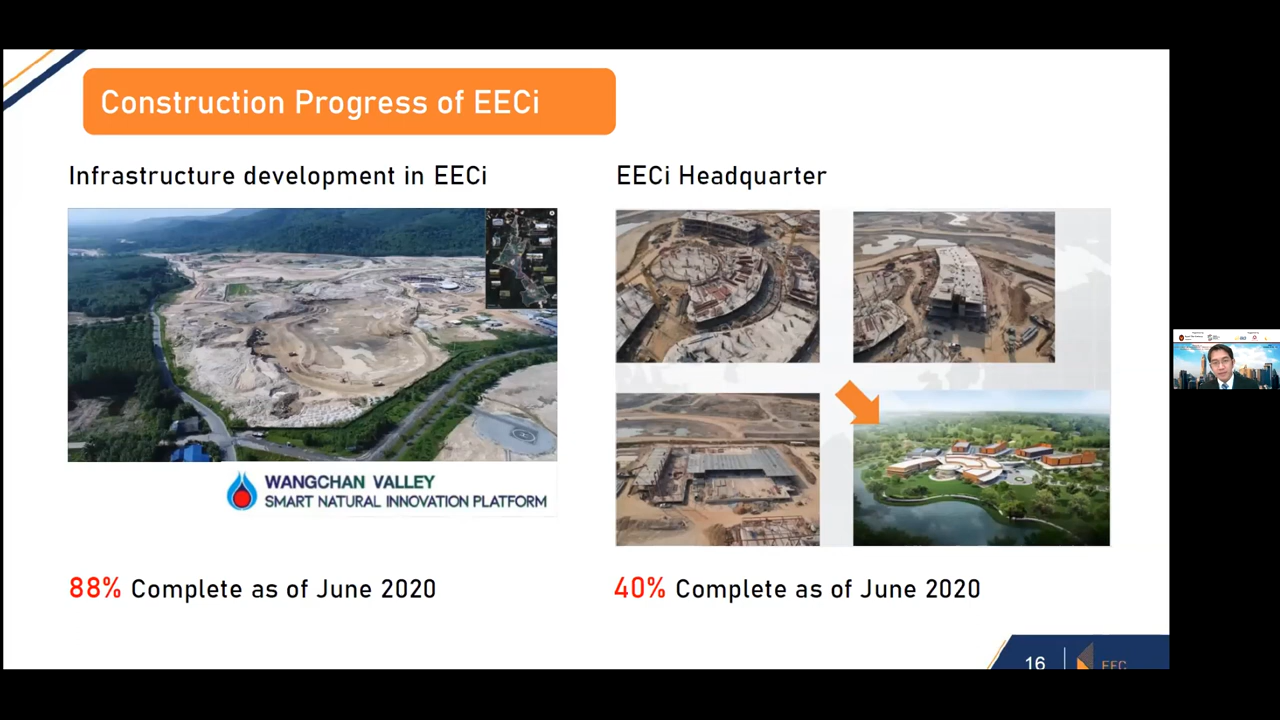 Construction Progress of EECi
Infrastructure development in EECi
EECi Headquarter
WANGCHAN VALLEY
SMART NATURAL INNOVATION PLATFORM
88% Complete as of June 2020
40% Complete as of June 2020
16
EEC